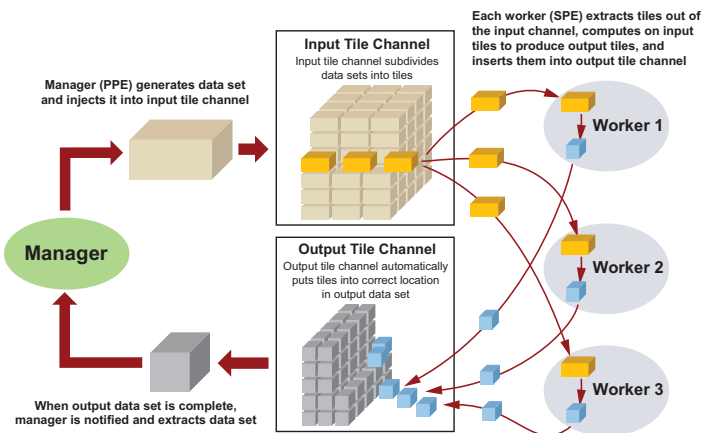 Each worker (SPE) extracts tiles out
of the input channel, computes on input
tiles to produce output tiles, and
inserts them into output tile channel
Input Tile Channel
Input tile channel subdivides
data sets into tiles
Manager (PPE) generates data set
and injects it into input tile channel
Worker 1
Manager
Output Tile Channel
Output tile channel automatically
puts tiles into correct location
in output data set
Worker 2
Worker 3
When output data set is complete,
manager is notified and extracts data set